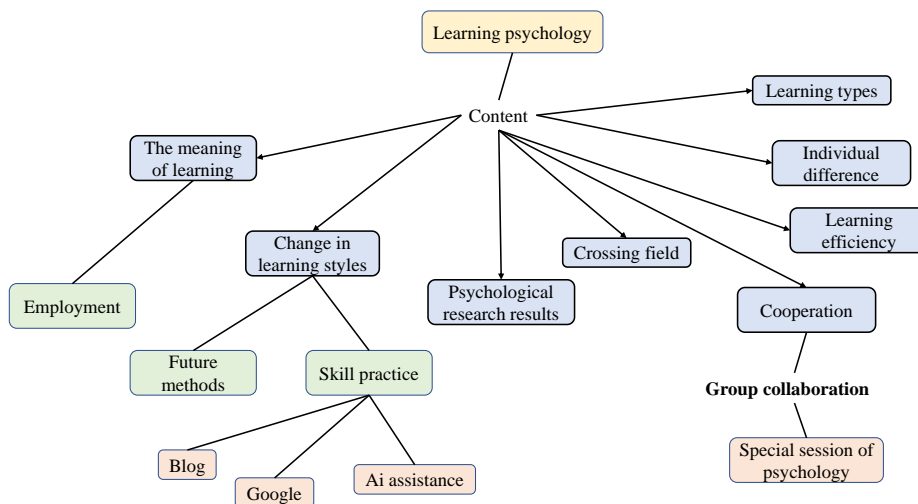 Learning psychology
Content
Learning types
The meaning
of learning
Individual
difference
Learning
efficiency
Change in
learning styles
Crossing field
Psychological
research results
Employment
Cooperation
Future
methods
Skill practice
Group collaboration
Blog
Google
Ai assistance
Special session of
psychology